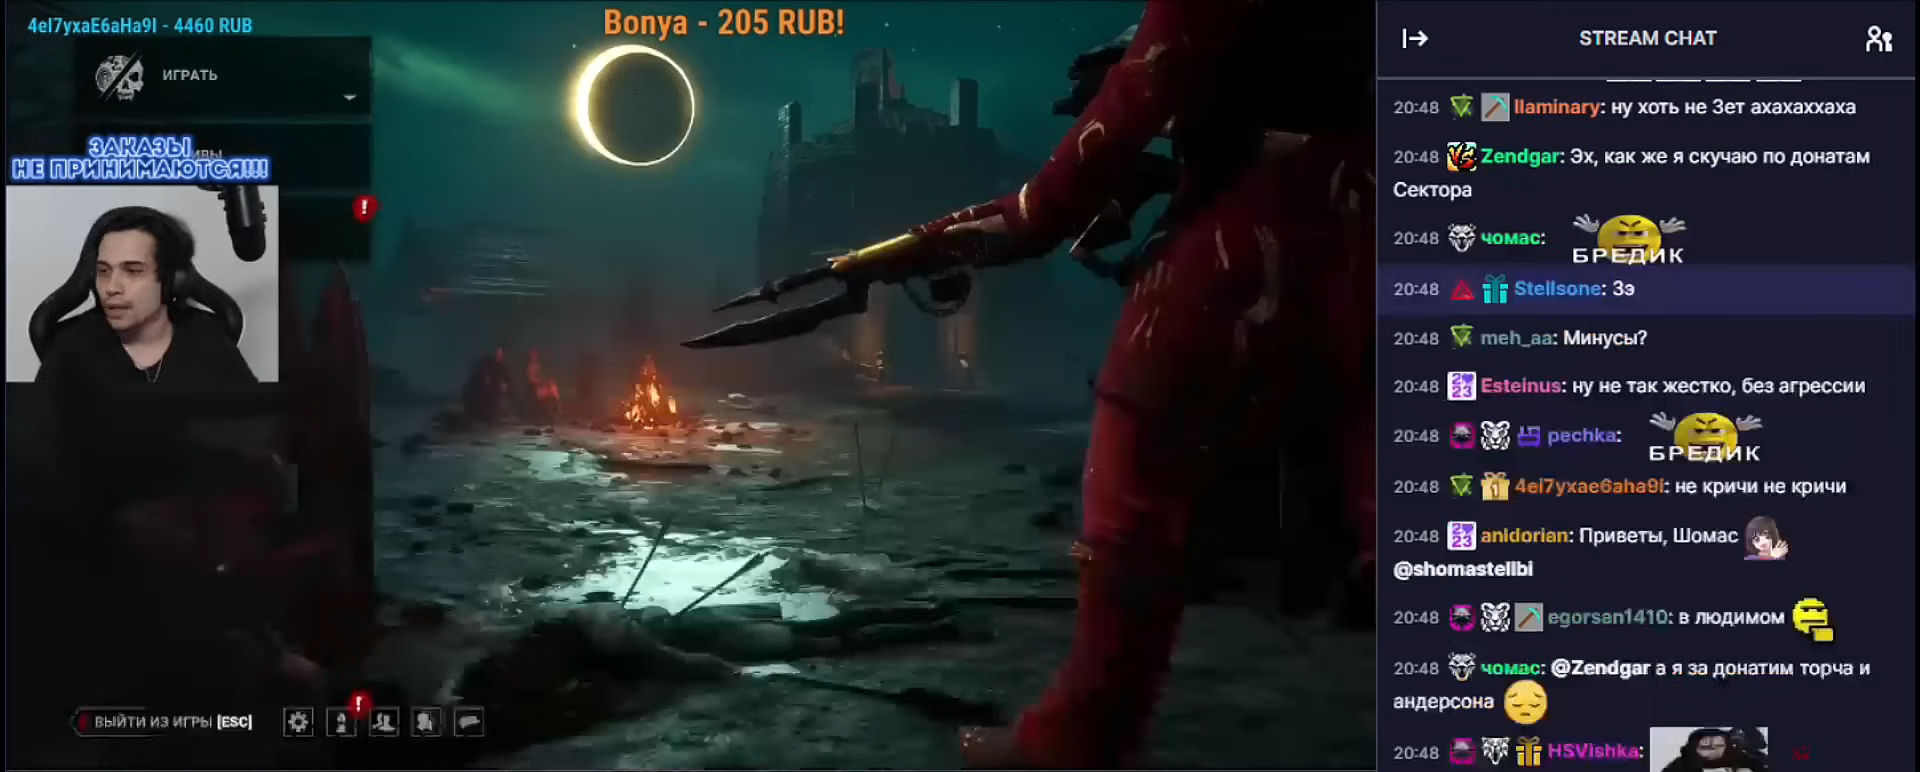 4el7yxaE6aHa9l - 4460 RUB
Bonya - 205 RUB!
ИГРАТЬ
ЗАКАЗЫ
НЕ ПРИНИМАЮТСЯ!!!
ВЫЙТИ ИЗ ИГРЫ [ESC]
STREAM CHAT
20:48 llaminary: ну хоть не Зет ахахаххаха
20:48 Zendgar: Эх, как же я скучаю по донатам
Сектора
20:48 чомас: БРЕДИК
20:48 Stellsone: Зэ
20:48 meh_aa: Минусы?
20:48 Esteinus: ну не так жестко, без агрессии
20:48 pechka: БРЕДИК
20:48 4el7yxae6aha9l: не кричи не кричи
20:48 anidorian: Приветы, Шомас
@shomastellbi
20:48 egorsan1410: в людимом
20:48 чомас: @Zendgar а я за донатим торча и
андерсона
20:48 HSVishka: